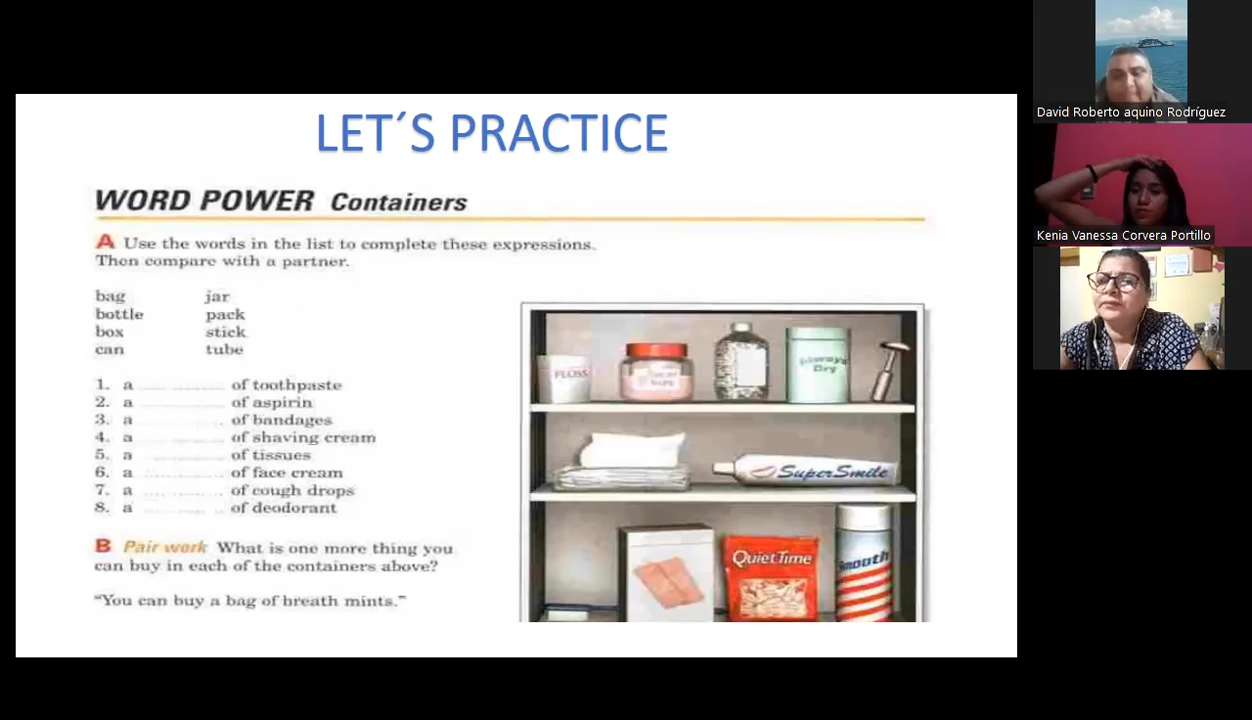 LET´S PRACTICE
WORD POWER Containers
A Use the words in the list to complete these expressions.
Then compare with a partner.
bag jar
bottle pack
box stick
can tube
1. a ............ of toothpaste
2. a ............ of aspirin
3. a ............ of bandages
4. a ............ of shaving cream
5. a ............ of tissues
6. a ............ of face cream
7. a ............ of cough drops
8. a ............ of deodorant
B Pair work What is one more thing you
can buy in each of the containers above?
"You can buy a bag of breath mints."
FLOSS
Dry
SuperSmile
QuietTime
Smooth
David Roberto aquino Rodríguez
Kenia Vanessa Corvera Portillo